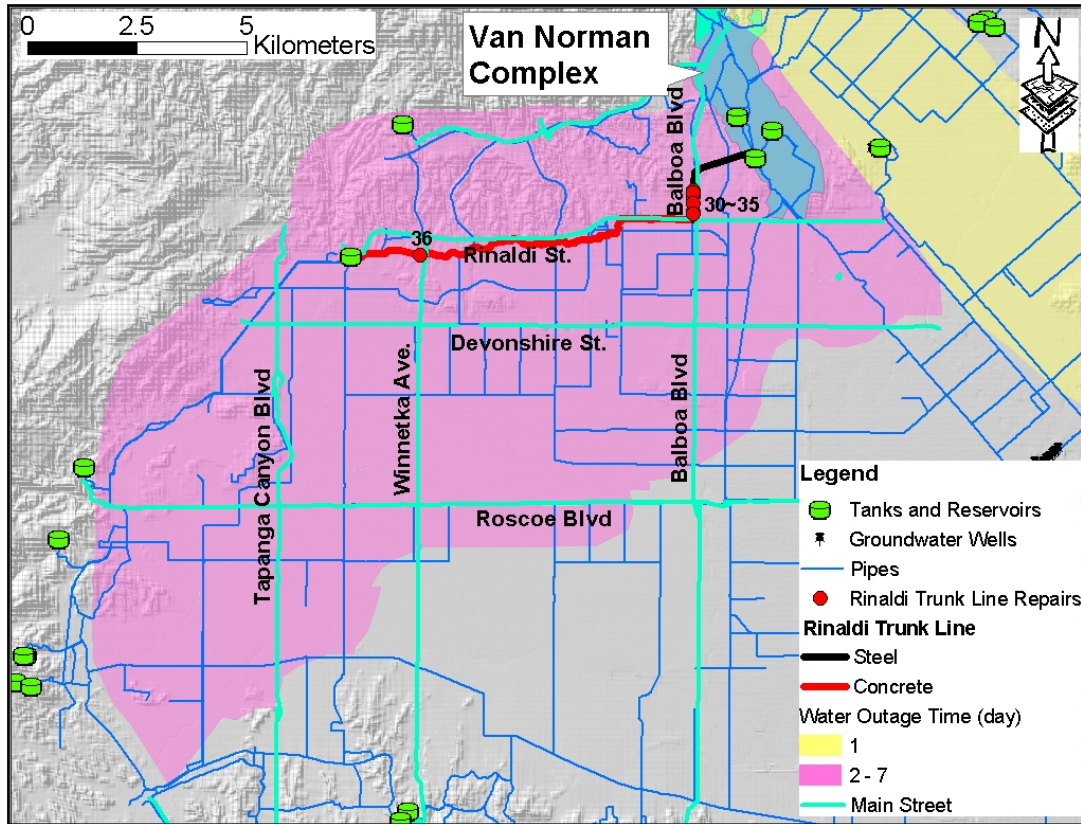 0 2.5 5
Kilometers
Van Norman
Complex
N
Balboa Blvd
30~35
36
Rinaldi St.
Devonshire St.
Tapanga Canyon Blvd
Winnetka Ave.
Balboa Blvd
Roscoe Blvd
Legend
Tanks and Reservoirs
Groundwater Wells
Pipes
Rinaldi Trunk Line Repairs
Rinaldi Trunk Line
Steel
Concrete
Water Outage Time (day)
1
2 - 7
Main Street